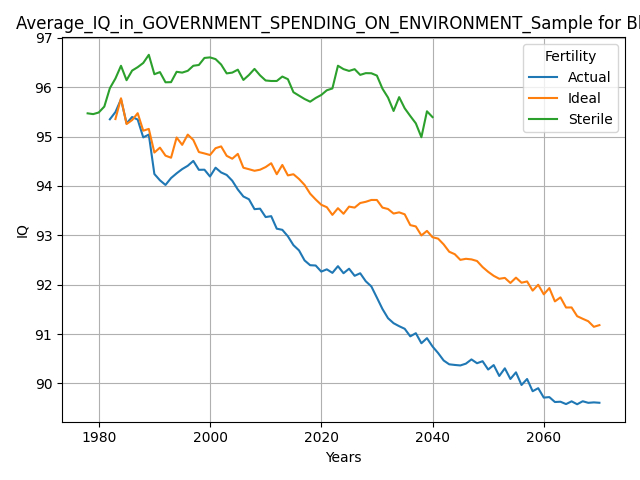 Average_IQ_in_GOVERNMENT_SPENDING_ON_ENVIRONMENT_Sample for Bl
97
96
95
94
93
92
91
90
IQ
Fertility
Actual
Ideal
Sterile
1980
2000
2020
2040
2060
Years